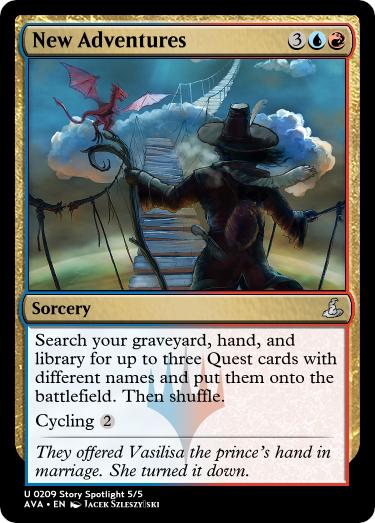 New Adventures 3
Sorcery
Search your graveyard, hand, and
library for up to three Quest cards with
different names and put them onto the
battlefield. Then shuffle.
Cycling 2
They offered Vasilisa the prince's hand in
marriage. She turned it down.
U 0209 Story Spotlight 5/5
AVA • EN Jacek Szleszyński